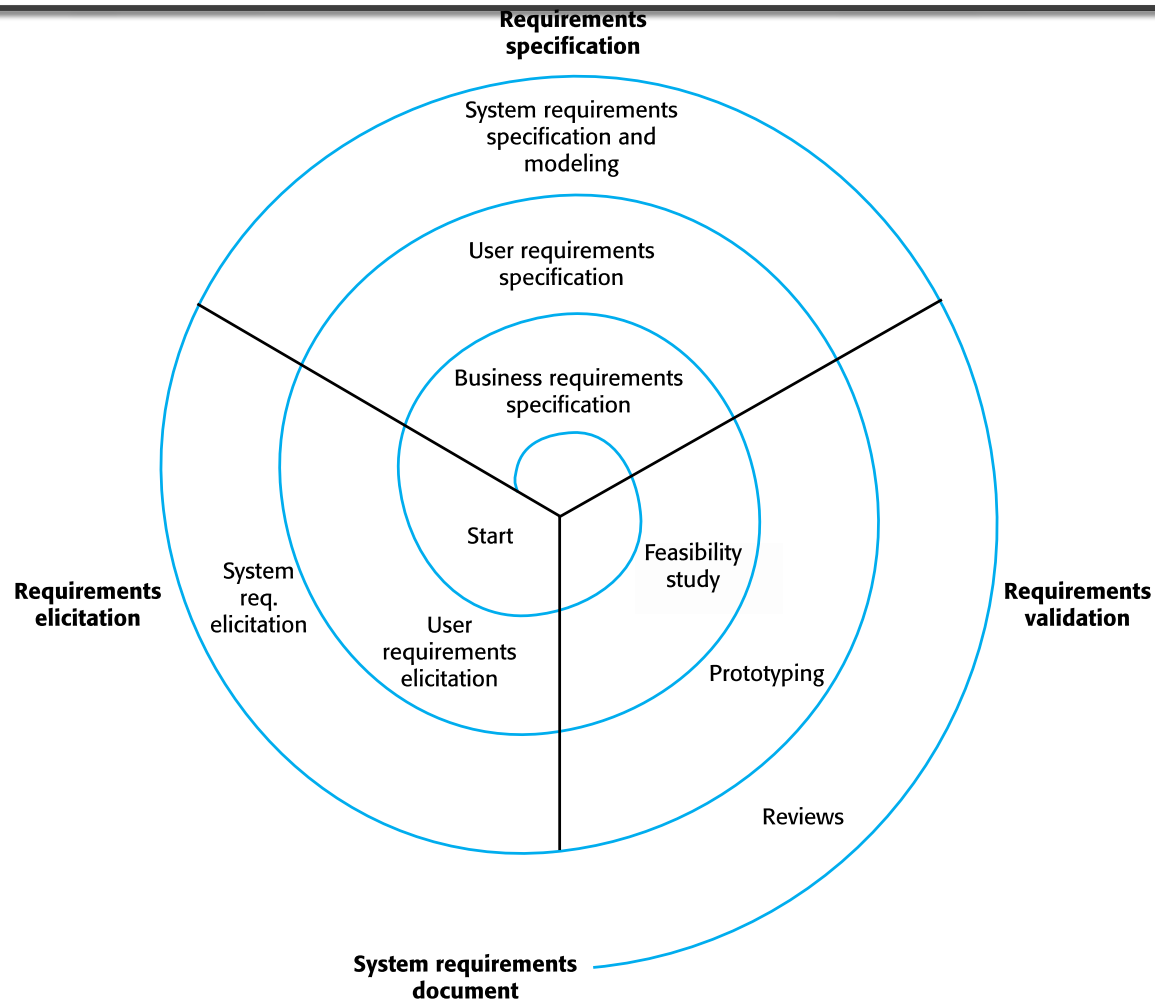 Requirements
specification
System requirements
specification and
modeling
User requirements
specification
Business requirements
specification
Start
Feasibility
study
System
req.
elicitation
Requirements
elicitation
Requirements
validation
User
requirements
elicitation
Prototyping
Reviews
System requirements
document